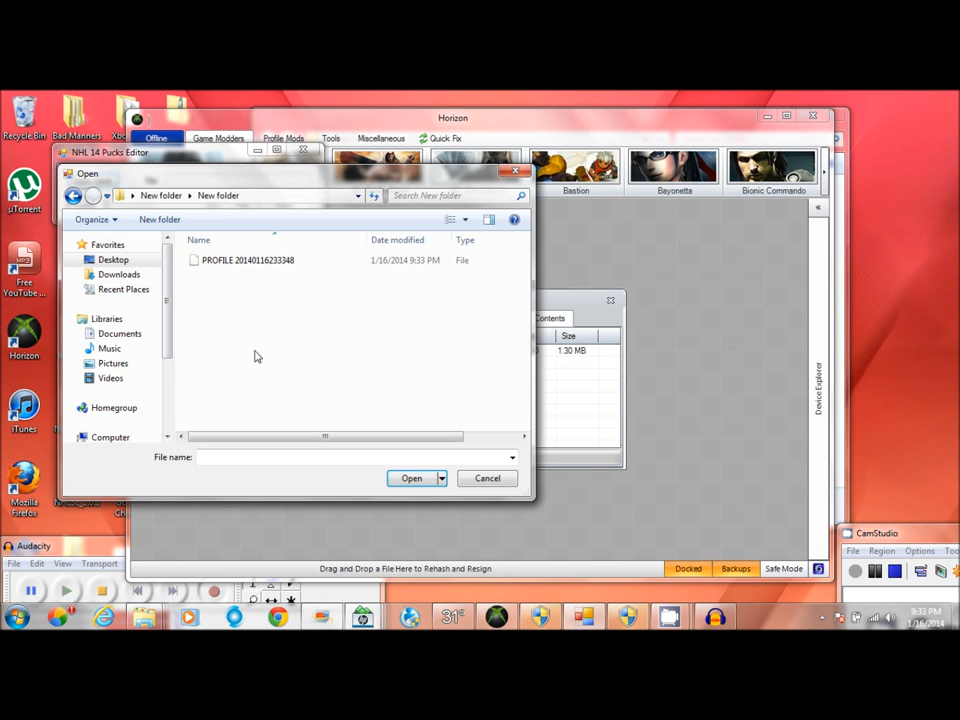 Recycle Bin
Bad Manners
Xbc
Horizon
Offline
Game Modders
Profile Mods
Tools
Miscellaneous
Quick Fix
NHL 14 Pucks Editor
Bastion
Bayonetta
Bionic Commando
Open
New folder
New folder
Search New folder
Organize
New folder
Favorites
Desktop
Downloads
Recent Places
Libraries
Documents
Music
Pictures
Videos
Homegroup
Computer
Name
Date modified
Type
PROFILE 20140116233348
1/16/2014 9:33 PM
File
File name:
Open
Cancel
Contents
Size
1.30 MB
Device Explorer
µTorrent
Free
YouTube ...
Horizon
iTunes
Mozilla
Firefox
Drag and Drop a File Here to Rehash and Resign
Docked
Backups
Safe Mode
Audacity
File Edit View Transport
CamStudio
File Region Options Too
31°
9:33 PM
1/16/2014